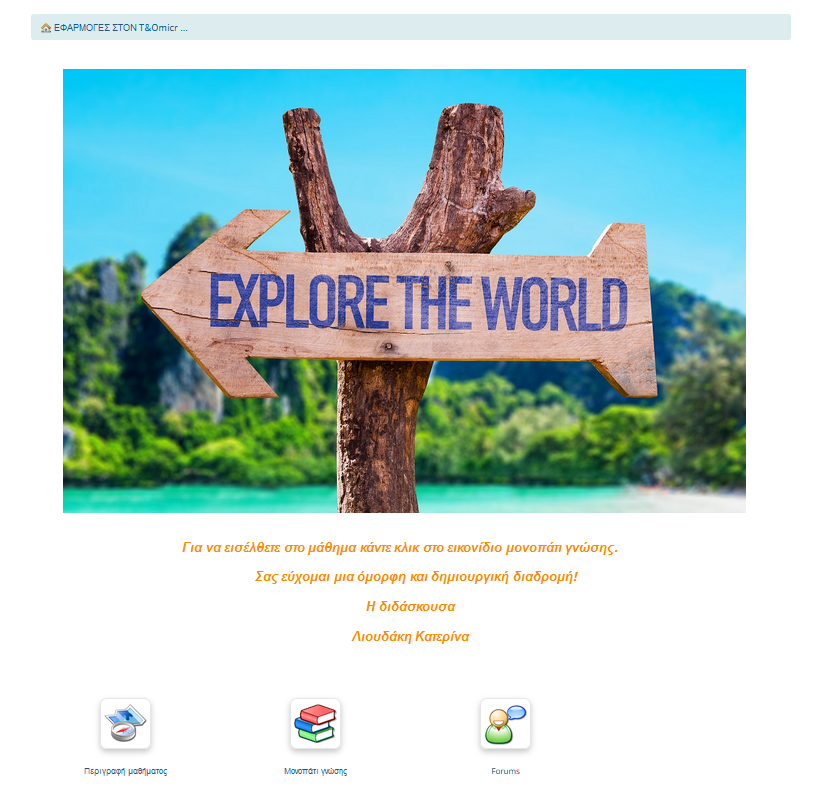 ΕΦΑΡΜΟΓΕΣ ΣΤΟΝ Τ&Omicr ...
EXPLORE THE WORLD
Για να εισέλθετε στο μάθημα κάντε κλικ στο εικονίδιο μονοπάτι γνώσης.
Σας εύχομαι μια όμορφη και δημιουργική διαδρομή!
Η διδάσκουσα
Λιουδάκη Κατερίνα
Περιγραφή μαθήματος
Μονοπάτι γνώσης
Forums